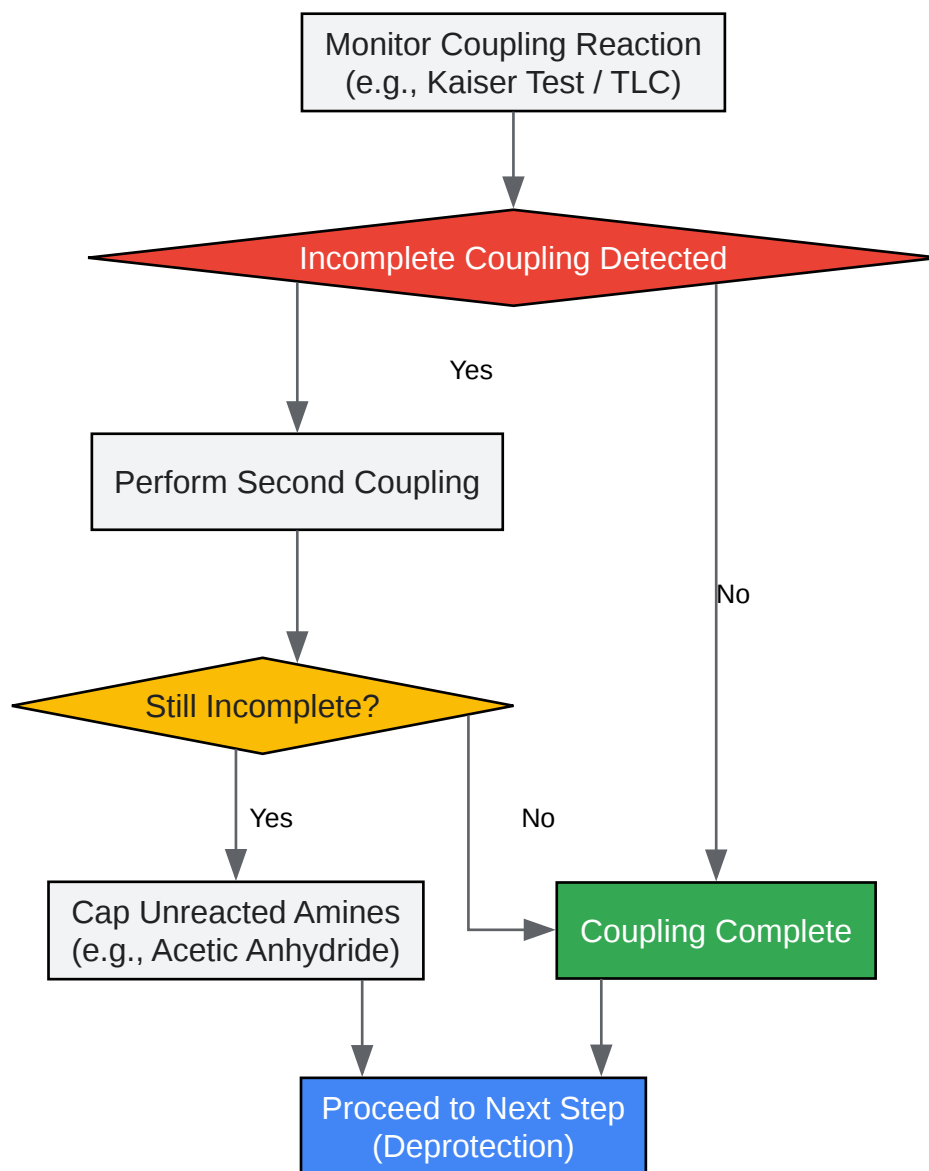 Monitor Coupling Reaction
(e.g., Kaiser Test / TLC)
Incomplete Coupling Detected
Yes
Perform Second Coupling
No
Still Incomplete?
Yes
No
Cap Unreacted Amines
(e.g., Acetic Anhydride)
Coupling Complete
Proceed to Next Step
(Deprotection)